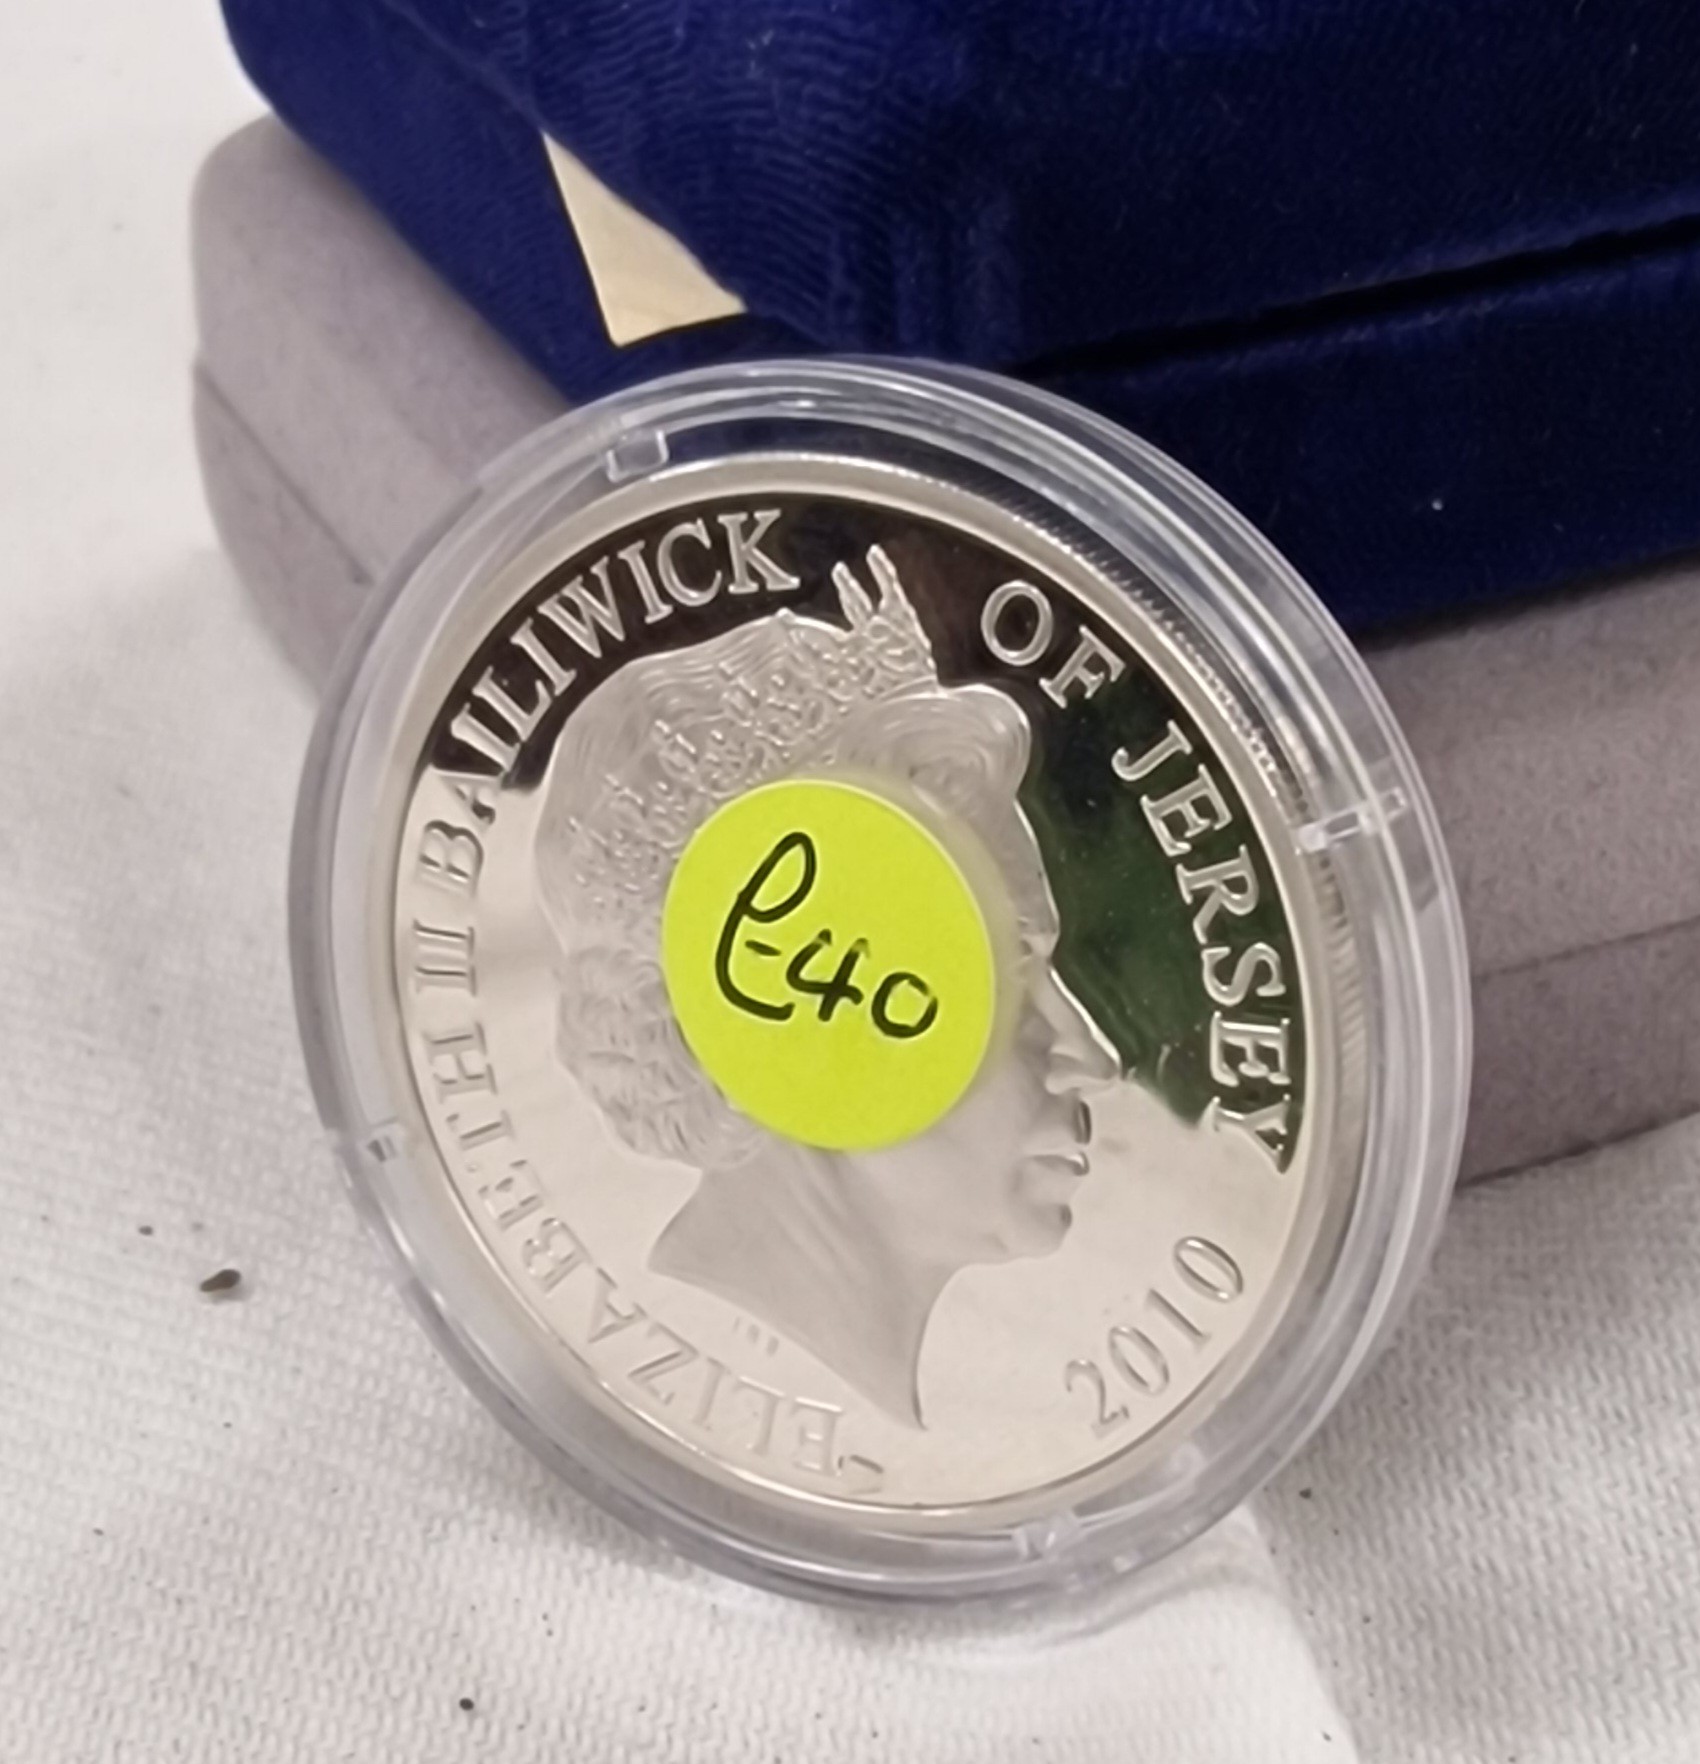 ELIZABETH II BAILIWICK OF JERSEY
2010
£40